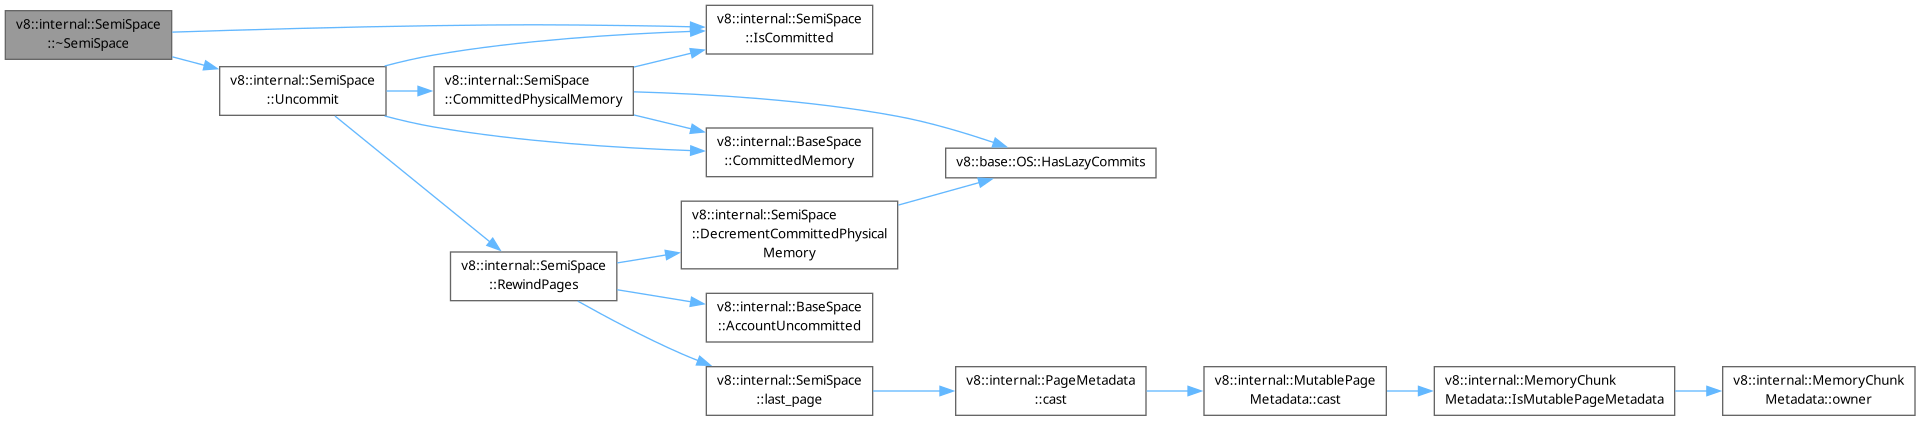 v8::internal::SemiSpace
::~SemiSpace
v8::internal::SemiSpace
::Uncommit
v8::internal::SemiSpace
::IsCommitted
v8::internal::SemiSpace
::CommittedPhysicalMemory
v8::internal::BaseSpace
::CommittedMemory
v8::base::OS::HasLazyCommits
v8::internal::SemiSpace
::RewindPages
v8::internal::SemiSpace
::DecrementCommittedPhysical
Memory
v8::internal::BaseSpace
::AccountUncommitted
v8::internal::SemiSpace
::last_page
v8::internal::PageMetadata
::cast
v8::internal::MutablePage
Metadata::cast
v8::internal::MemoryChunk
Metadata::IsMutablePageMetadata
v8::internal::MemoryChunk
Metadata::owner